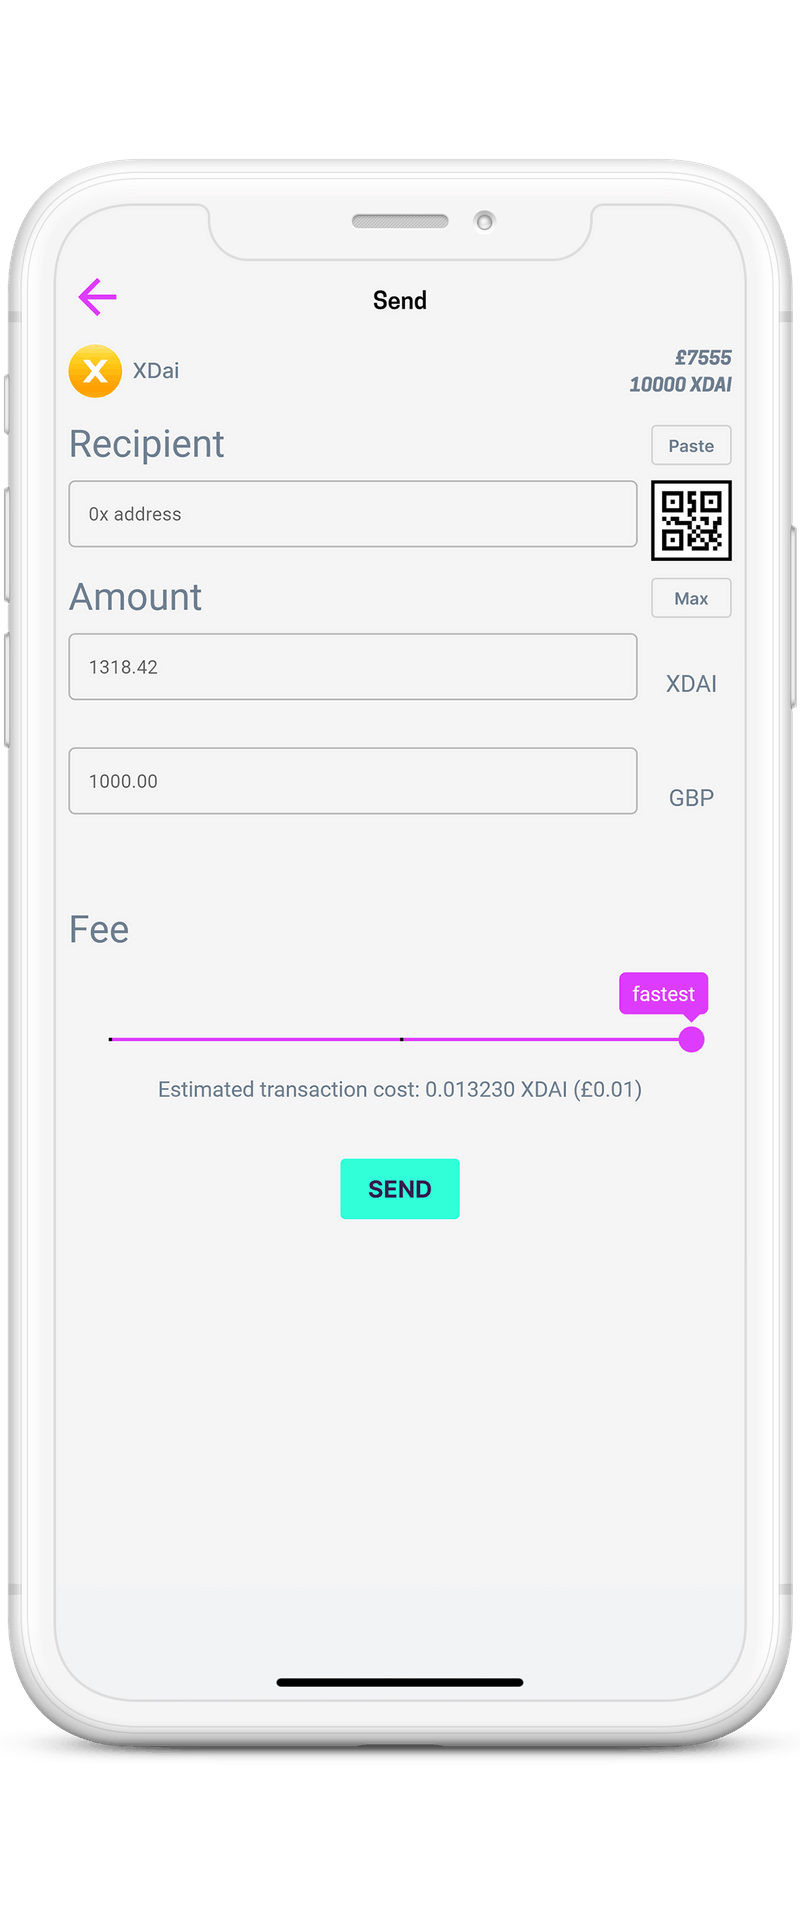 Send
X
XDai
£7555
10000 XDAI
Recipient
Paste
0x address
Amount
Max
1318.42
XDAI
1000.00
GBP
Fee
fastest
Estimated transaction cost: 0.013230 XDAI (£0.01)
SEND